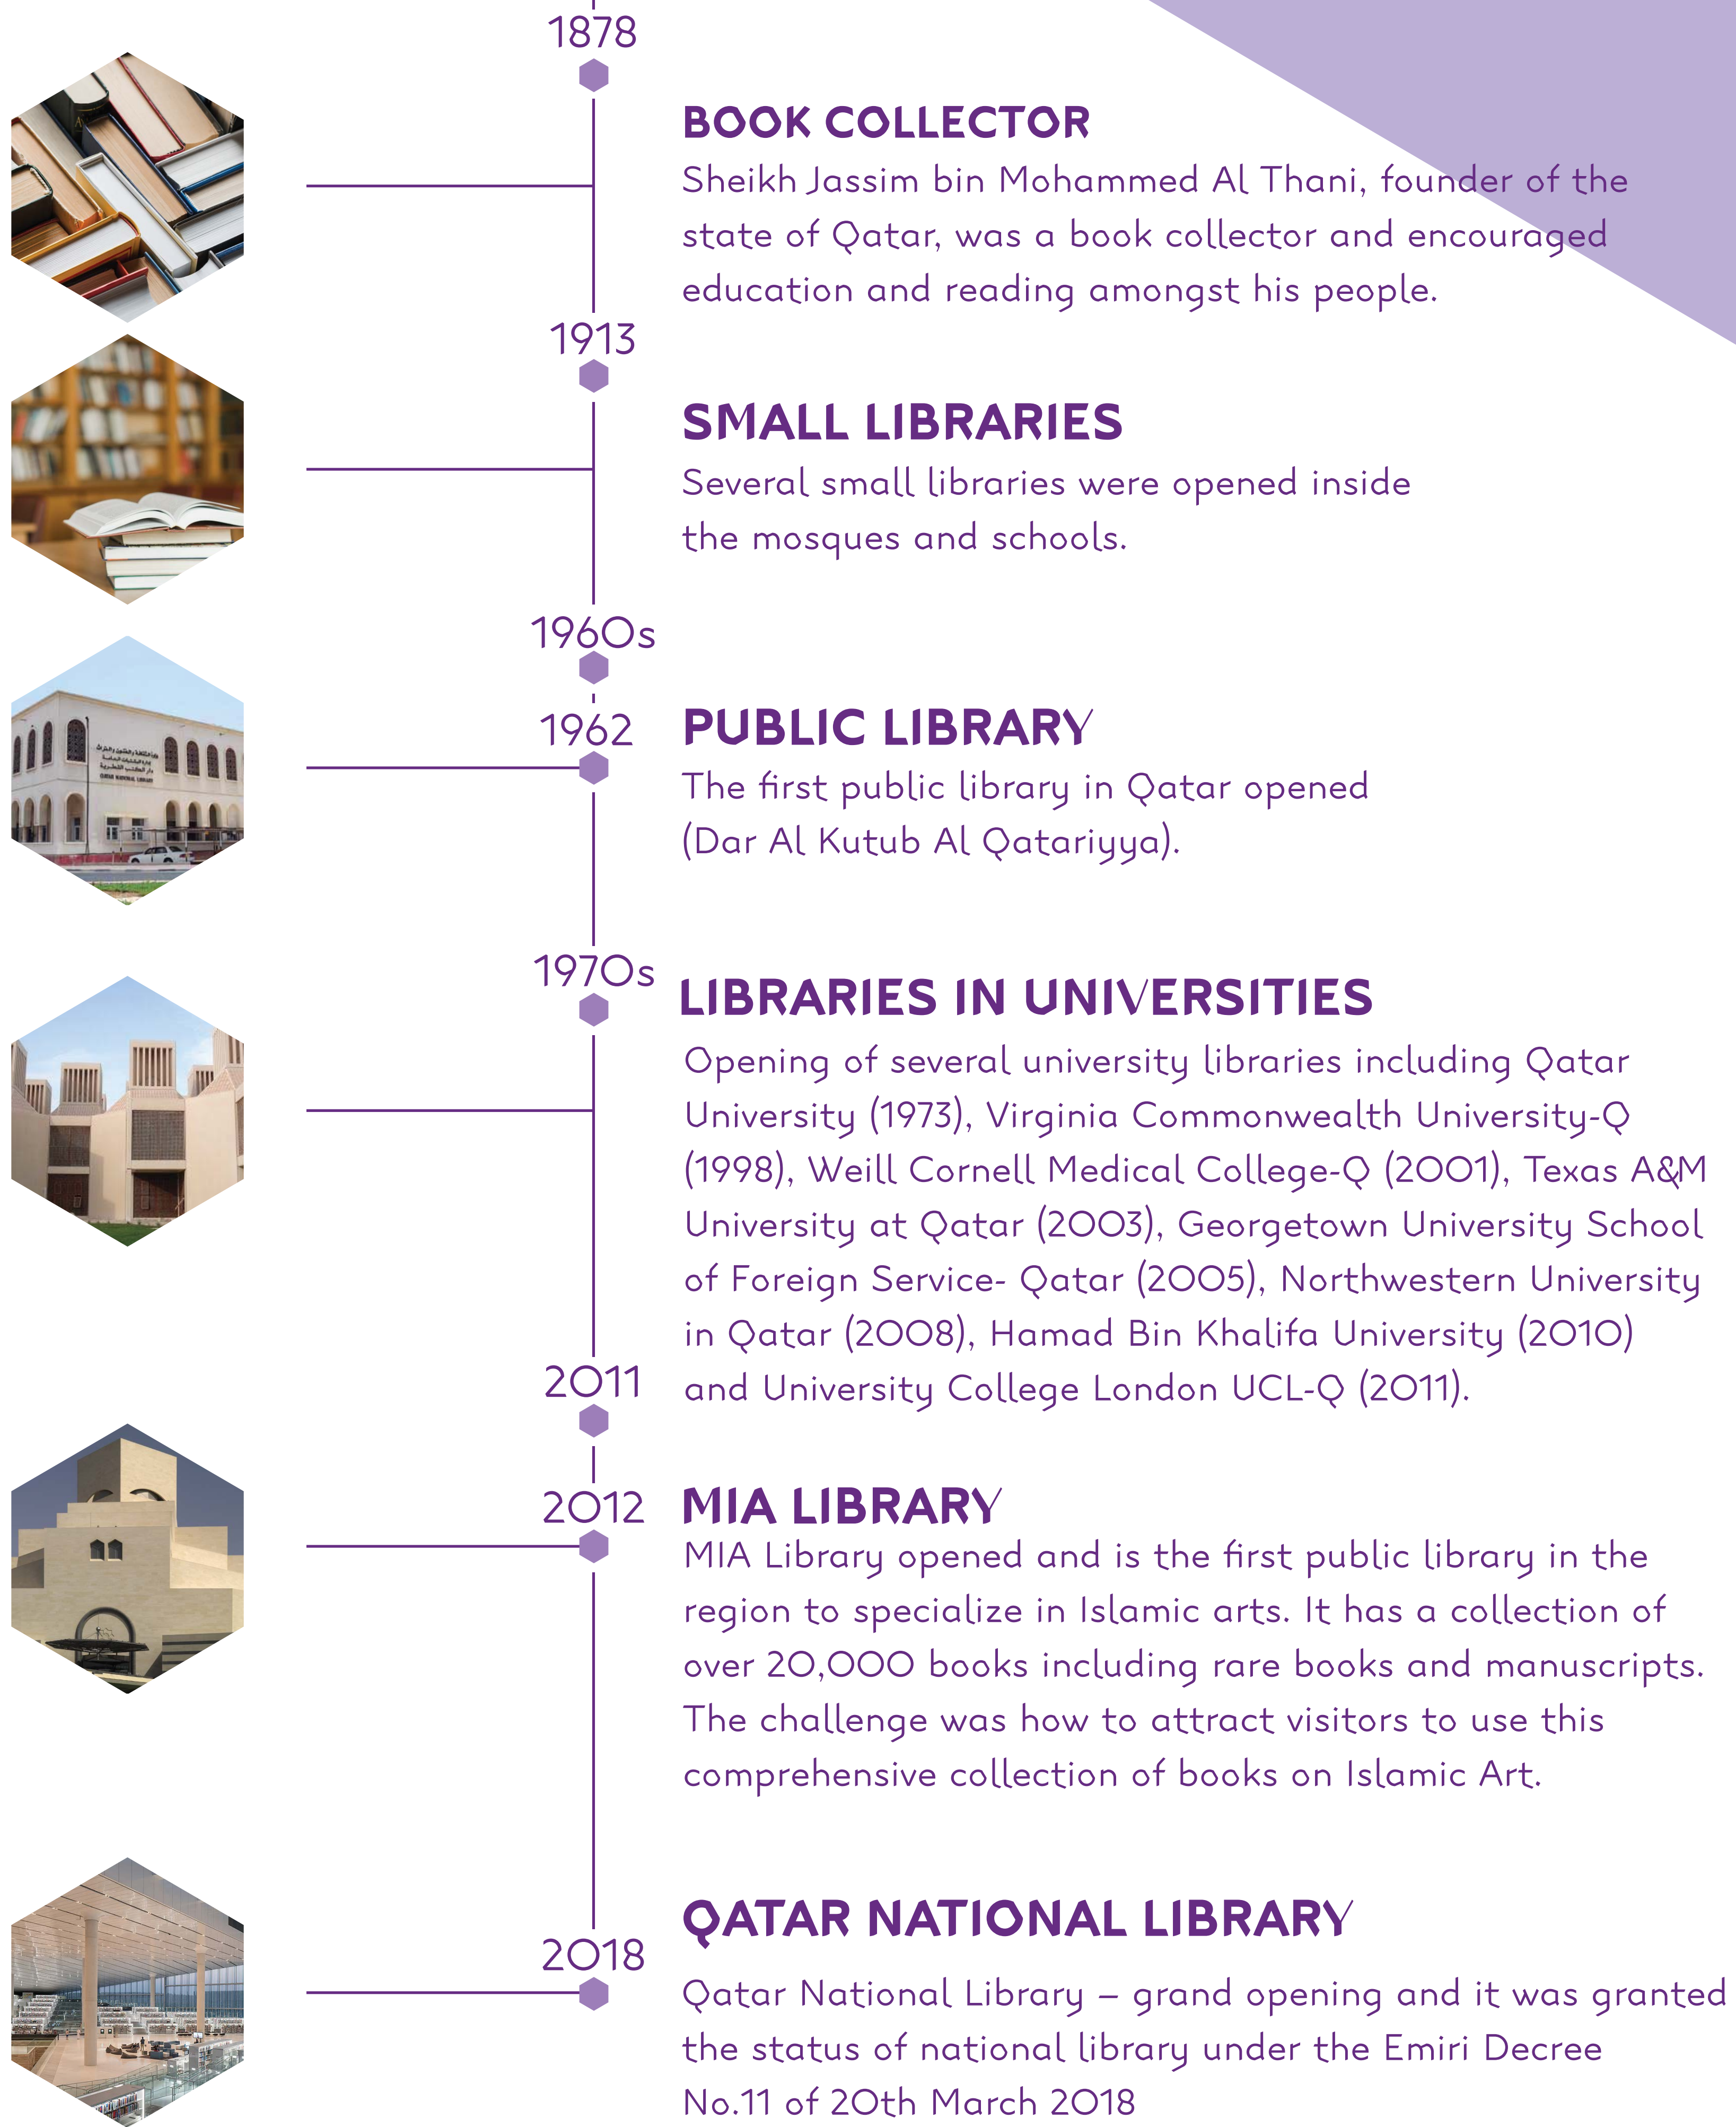 1878
BOOK COLLECTOR
Sheikh Jassim bin Mohammed Al Thani, founder of the
state of Qatar, was a book collector and encouraged
education and reading amongst his people.
1913
SMALL LIBRARIES
Several small libraries were opened inside
the mosques and schools.
1960s
1962
PUBLIC LIBRARY
The first public library in Qatar opened
(Dar Al Kutub Al Qatariyya).
دار الكتب القطرية
QATAR NATIONAL LIBRARY
1970s
LIBRARIES IN UNIVERSITIES
Opening of several university libraries including Qatar
University (1973), Virginia Commonwealth University-Q
(1998), Weill Cornell Medical College-Q (2001), Texas A&M
University at Qatar (2003), Georgetown University School
of Foreign Service- Qatar (2005), Northwestern University
in Qatar (2008), Hamad Bin Khalifa University (2010)
and University College London UCL-Q (2011).
2011
2012
MIA LIBRARY
MIA Library opened and is the first public library in the
region to specialize in Islamic arts. It has a collection of
over 20,000 books including rare books and manuscripts.
The challenge was how to attract visitors to use this
comprehensive collection of books on Islamic Art.
2018
QATAR NATIONAL LIBRARY
Qatar National Library – grand opening and it was granted
the status of national library under the Emiri Decree
No.11 of 20th March 2018